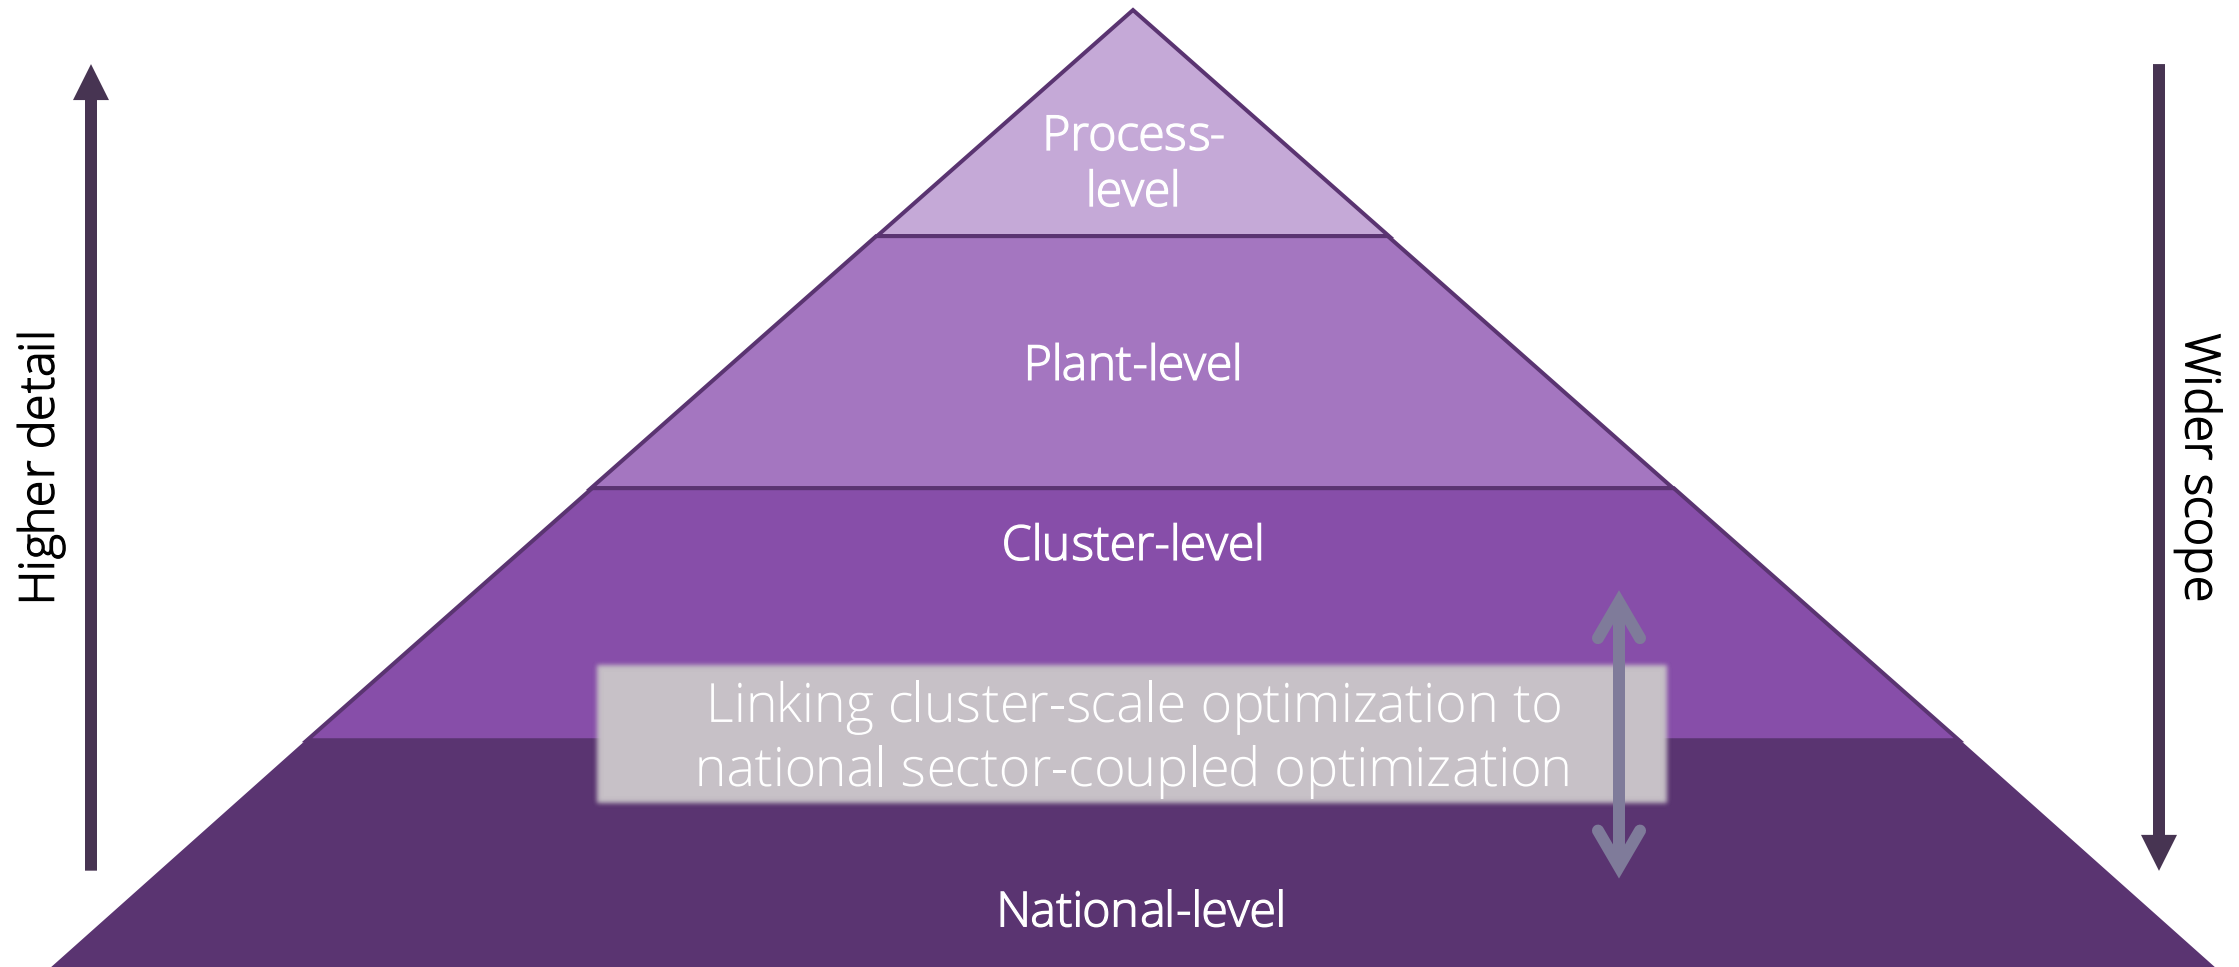 Process-
level
Higher detail
Wider scope
Plant-level
Cluster-level
Linking cluster-scale optimization to
national sector-coupled optimization
National-level